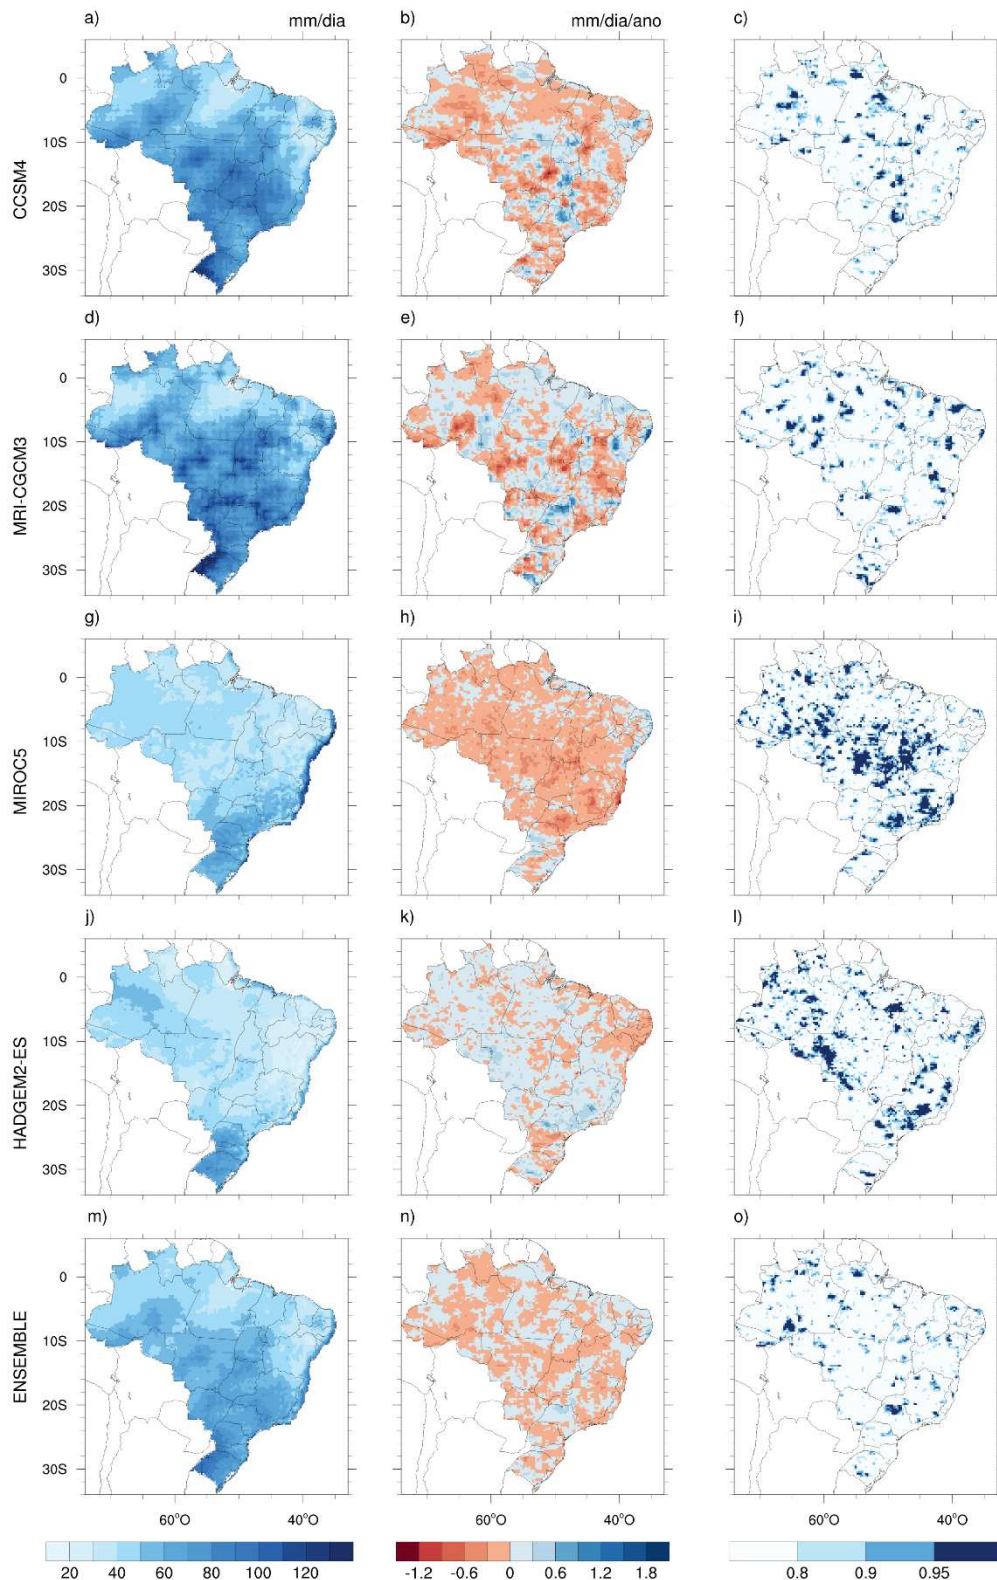 a) mm/dia b) mm/dia/ano c)
0
10S
20S
30S
CCSM4
d) e) f)
0
10S
20S
30S
MRI-CGCM3
g) h) i)
0
10S
20S
30S
MIROC5
j) k) l)
0
10S
20S
30S
HADGEM2-ES
m) n) o)
0
10S
20S
30S
ENSEMBLE
60°O 40°O 60°O 40°O 60°O 40°O
20 40 60 80 100 120 -1.2 -0.6 0 0.6 1.2 1.8 0.8 0.9 0.95